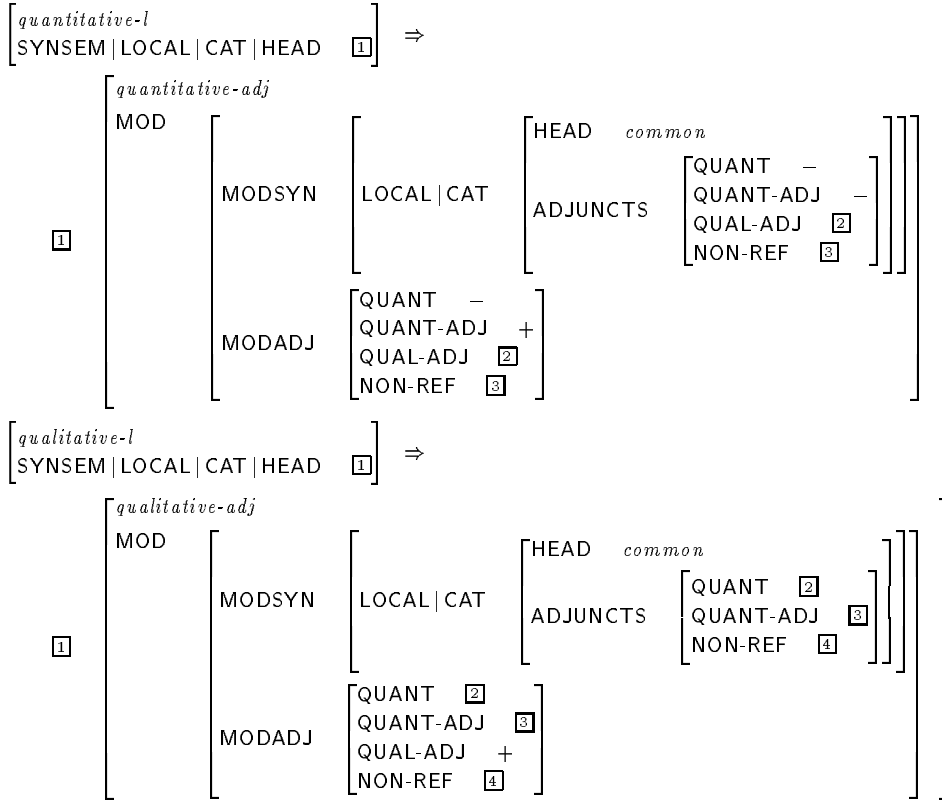 quantitative-l
SYNSEM | LOCAL | CAT | HEAD 1 ⇒
quantitative-adj
MOD
HEAD common
QUANT −
QUANT-ADJ −
MODSYN LOCAL | CAT
ADJUNCTS
QUAL-ADJ 2
1
NON-REF 3
QUANT −
QUANT-ADJ +
MODADJ
QUAL-ADJ 2
NON-REF 3
qualitative-l
SYNSEM | LOCAL | CAT | HEAD 1 ⇒
qualitative-adj
MOD
HEAD common
QUANT 2
MODSYN LOCAL | CAT
ADJUNCTS QUANT-ADJ 3
1
NON-REF 4
QUANT 2
QUANT-ADJ 3
MODADJ
QUAL-ADJ +
NON-REF 4